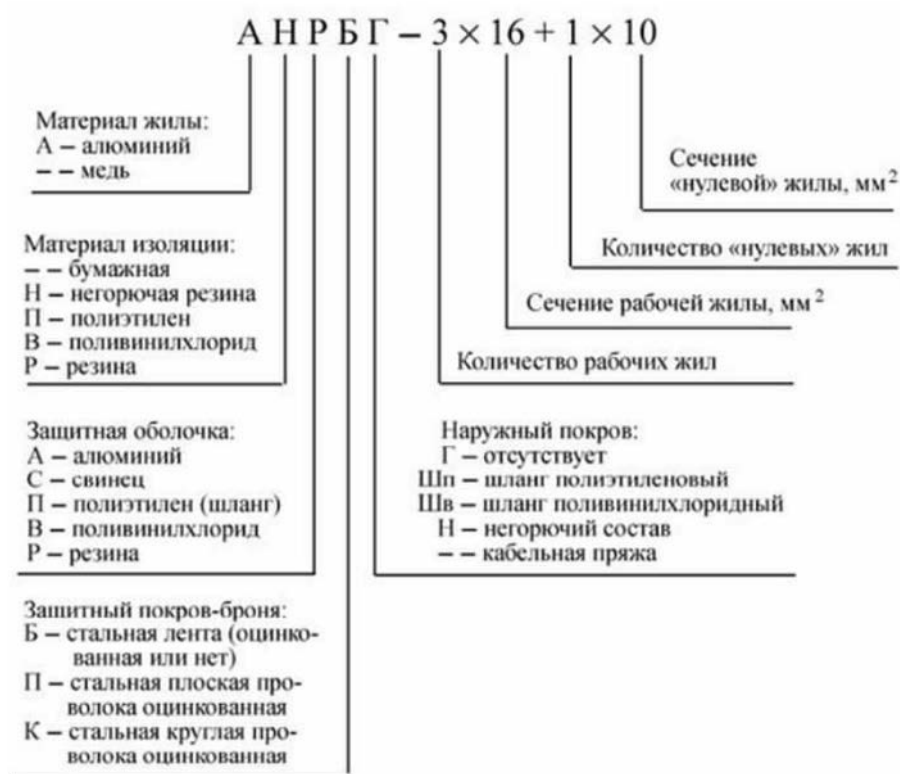 АНРБГ – 3 × 16 + 1 × 10
Материал жилы:
А – алюминий
– – медь
Сечение
«нулевой» жилы, мм²
Материал изоляции:
– – бумажная
Н – негорючая резина
П – полиэтилен
В – поливинилхлорид
Р – резина
Количество «нулевых» жил
Сечение рабочей жилы, мм²
Количество рабочих жил
Защитная оболочка:
А – алюминий
С – свинец
П – полиэтилен (шланг)
В – поливинилхлорид
Р – резина
Наружный покров:
Г – отсутствует
Шп – шланг полиэтиленовый
Шв – шланг поливинилхлоридный
Н – негорючий состав
– – кабельная пряжа
Защитный покров-броня:
Б – стальная лента (оцинко-
ванная или нет)
П – стальная плоская про-
волока оцинкованная
К – стальная круглая про-
волока оцинкованная